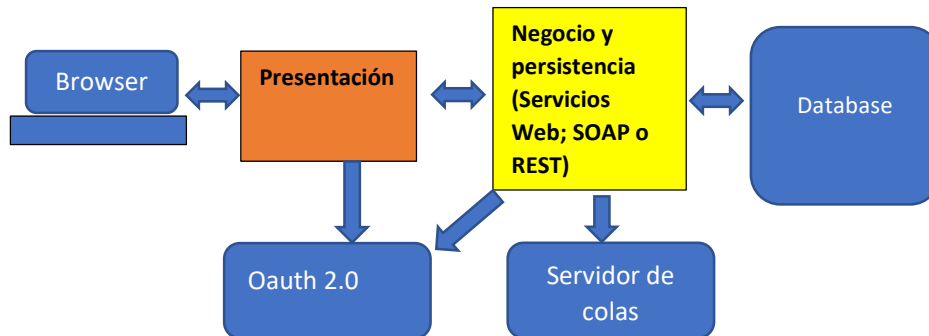 Browser
Presentación
Negocio y
persistencia
(Servicios
Web; SOAP o
REST)
Database
Oauth 2.0
Servidor de
colas